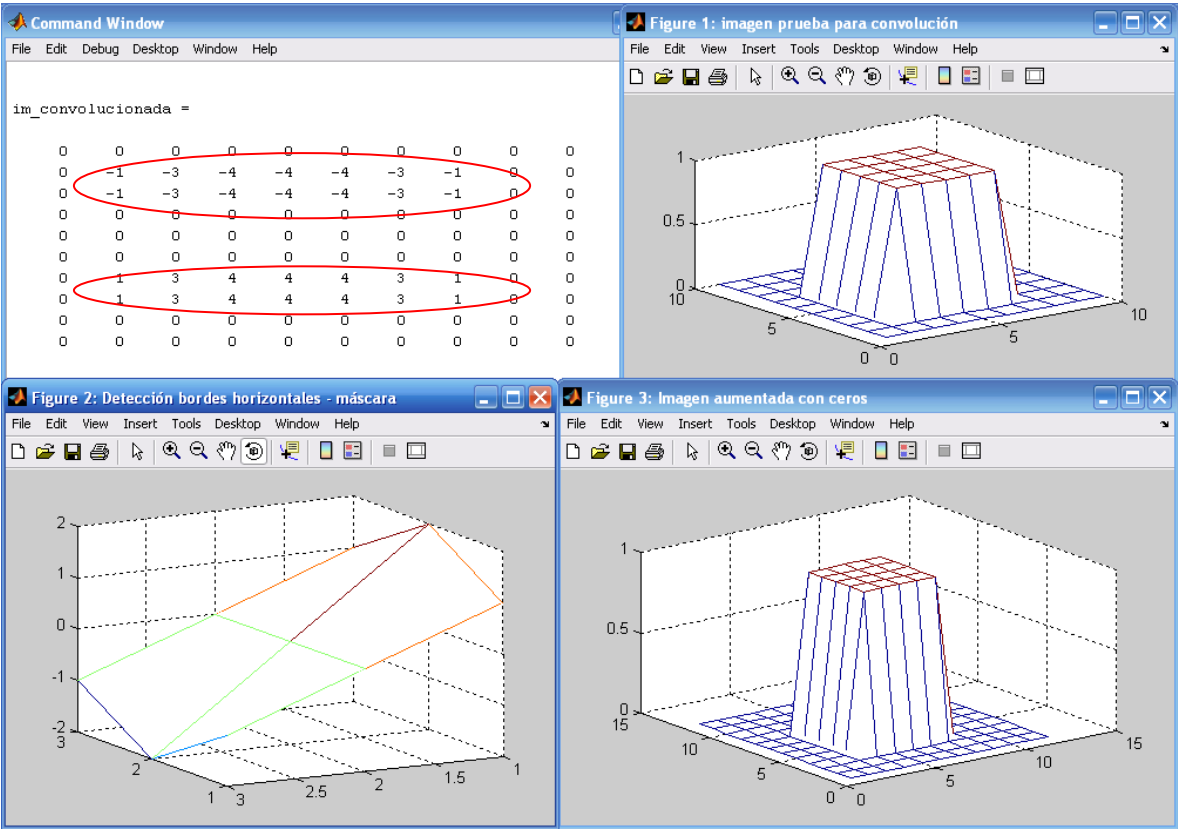 Command Window
File Edit Debug Desktop Window Help
im_convolucionada =
0 0 0 0 0 0 0 0 0 0
0 -1 -3 -4 -4 -4 -3 -1 0 0
0 -1 -3 -4 -4 -4 -3 -1 0 0
0 0 0 0 0 0 0 0 0 0
0 0 0 0 0 0 0 0 0 0
0 0 0 0 0 0 0 0 0 0
0 1 3 4 4 4 3 1 0 0
0 1 3 4 4 4 3 1 0 0
0 0 0 0 0 0 0 0 0 0
0 0 0 0 0 0 0 0 0 0
Figure 1: imagen prueba para convolución
File Edit View Insert Tools Desktop Window Help
1
0.5
0
10
5
0
0
5
10
Figure 2: Detección bordes horizontales - máscara
File Edit View Insert Tools Desktop Window Help
2
1
0
-1
-2
3
2
1
3
2.5
2
1.5
1
Figure 3: Imagen aumentada con ceros
File Edit View Insert Tools Desktop Window Help
1
0.5
0
15
10
5
0
0
5
10
15